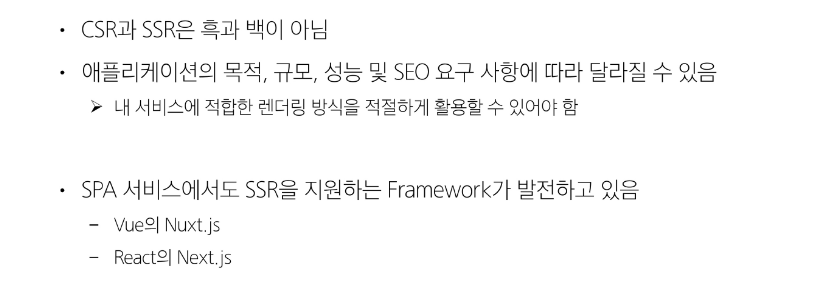 • CSR과 SSR은 흑과 백이 아님
• 애플리케이션의 목적, 규모, 성능 및 SEO 요구 사항에 따라 달라질 수 있음
➢ 내 서비스에 적합한 렌더링 방식을 적절하게 활용할 수 있어야 함
• SPA 서비스에서도 SSR을 지원하는 Framework가 발전하고 있음
– Vue의 Nuxt.js
– React의 Next.js